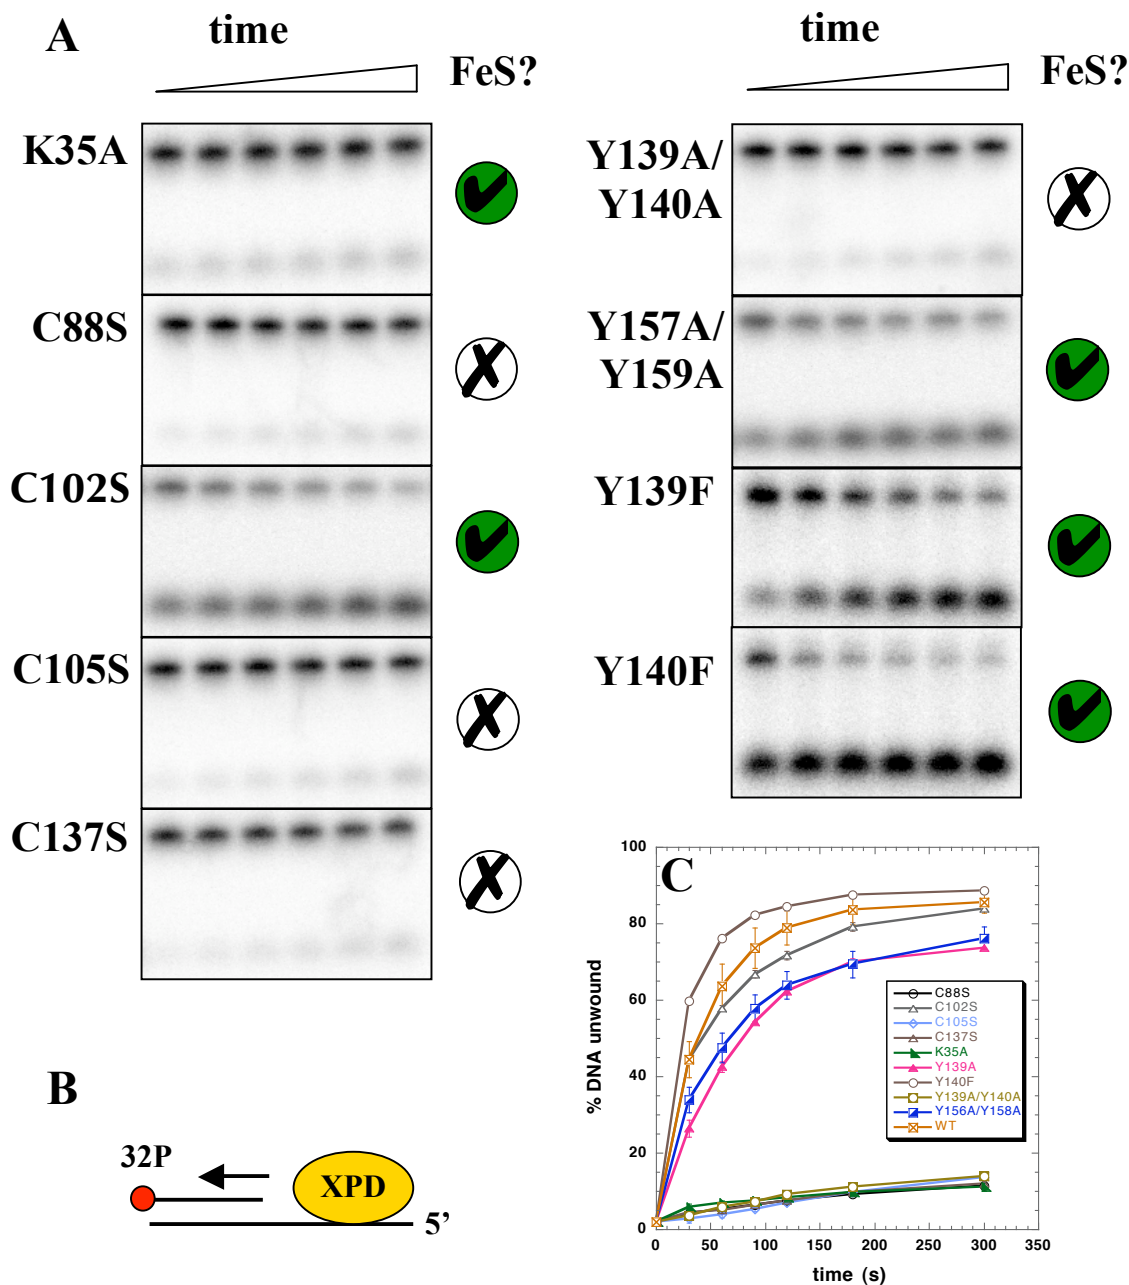 A
time
FeS?
K35A
C88S
C102S
C105S
C137S
time
FeS?
Y139A/
Y140A
Y157A/
Y159A
Y139F
Y140F
B
32P
XPD
5'
C
% DNA unwound
100
80
60
40
20
0
0 50 100 150 200 250 300 350
time (s)
C88S
C102S
C105S
C137S
K35A
Y139A
Y140F
Y139A/Y140A
Y156A/Y158A
WT